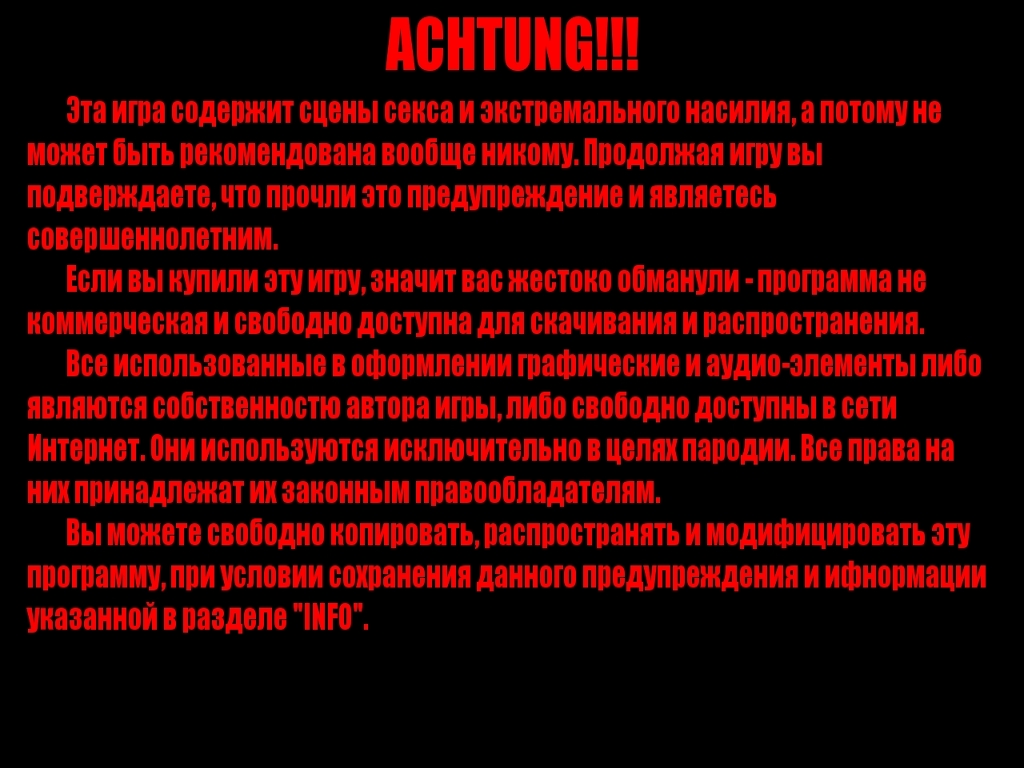 ACHTUNG!!!
Эта игра содержит сцены секса и экстремального насилия, а потому не
может быть рекомендована вообще никому. Продолжая игру вы
подверждаете, что прочли это предупреждение и являетесь
совершеннолетним.
Если вы купили эту игру, значит вас жестоко обманули - программа не
коммерческая и свободно доступна для скачивания и распространения.
Все использованные в оформлении графические и аудио-элементы либо
являются собственностю автора игры, либо свободно доступны в сети
Интернет. Они используются исключительно в целях пародии. Все права на
них принадлежат их законным правообладателям.
Вы можете свободно копировать, распространять и модифицировать эту
программу, при условии сохранения данного предупреждения и ифнормации
указанной в разделе "INFO".